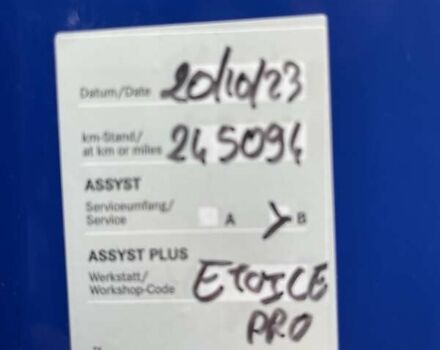 Datum/Date 20/10/23
km-Stand/
at km or miles 245094
ASSYST
Serviceumfang/
Service A B
ASSYST PLUS
Werkstatt/
Workshop-Code ETOICE
PRO